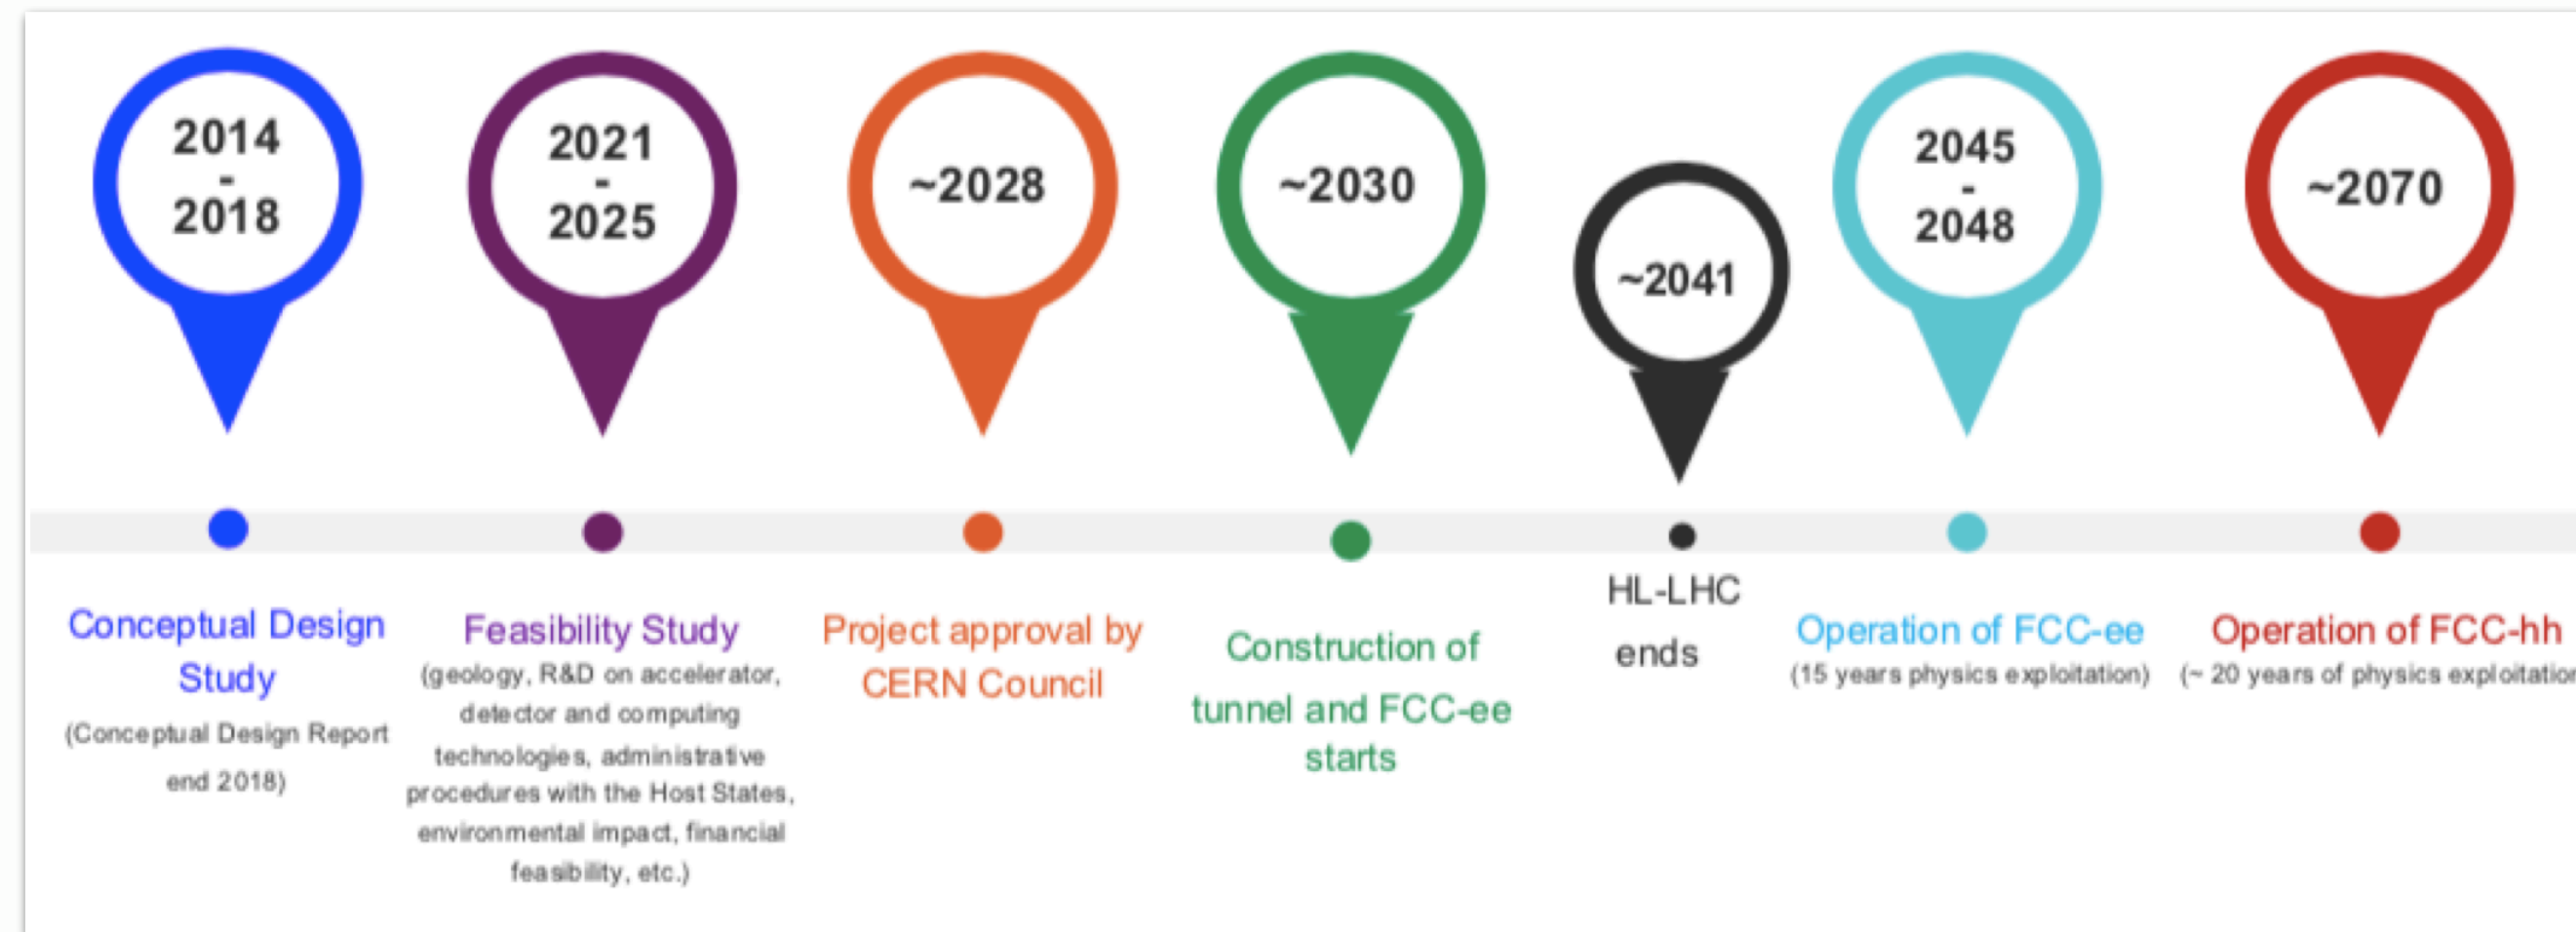 2014
-
2018
2021
-
2025
~2028
~2030
~2041
2045
-
2048
~2070
Conceptual Design
Study
(Conceptual Design Report
end 2018)
Feasibility Study
(geology, R&D on accelerator,
detector and computing
technologies, administrative
procedures with the Host States,
environmental impact, financial
feasibility, etc.)
Project approval by
CERN Council
Construction of
tunnel and FCC-ee
starts
HL-LHC
ends
Operation of FCC-ee
(15 years physics exploitation)
Operation of FCC-hh
(~ 20 years of physics exploitation